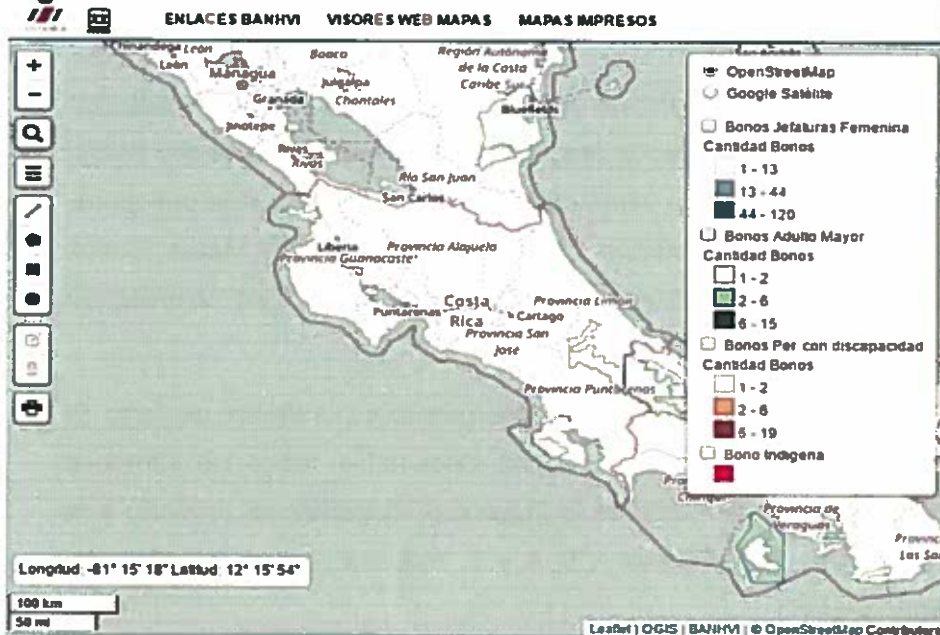 ENLACES BANHVI VISORES WEB MAPAS MAPAS IMPRESOS
Chinandega León
León
Boaco
Región Autónoma
de la Costa
Caribe Sur
Managua
Juigalpa
Granada
Chontales
Bluefields
Jinotepe
Rivas
Rivas
Río San Juan
San Carlos
Liberia
Provincia Alajuela
Provincia Guanacaste
Costa
Rica
Provincia Limón
Puntarenas
Cartago
Provincia San
José
Provincia Puntarenas
Provincia de
Veraguas
OpenStreetMap
Google Satélite
Bonos Jefaturas Femenina
Cantidad Bonos
1 - 13
13 - 44
44 - 120
Bonos Adulto Mayor
Cantidad Bonos
1 - 2
2 - 6
6 - 15
Bonos Per con discapacidad
Cantidad Bonos
1 - 2
2 - 6
6 - 19
Bono Indigena
Longitud: -81° 15' 18" Latitud: 12° 15' 54"
100 km
50 mi
Leaflet | QGIS | BANHVI | © OpenStreetMap Contributors